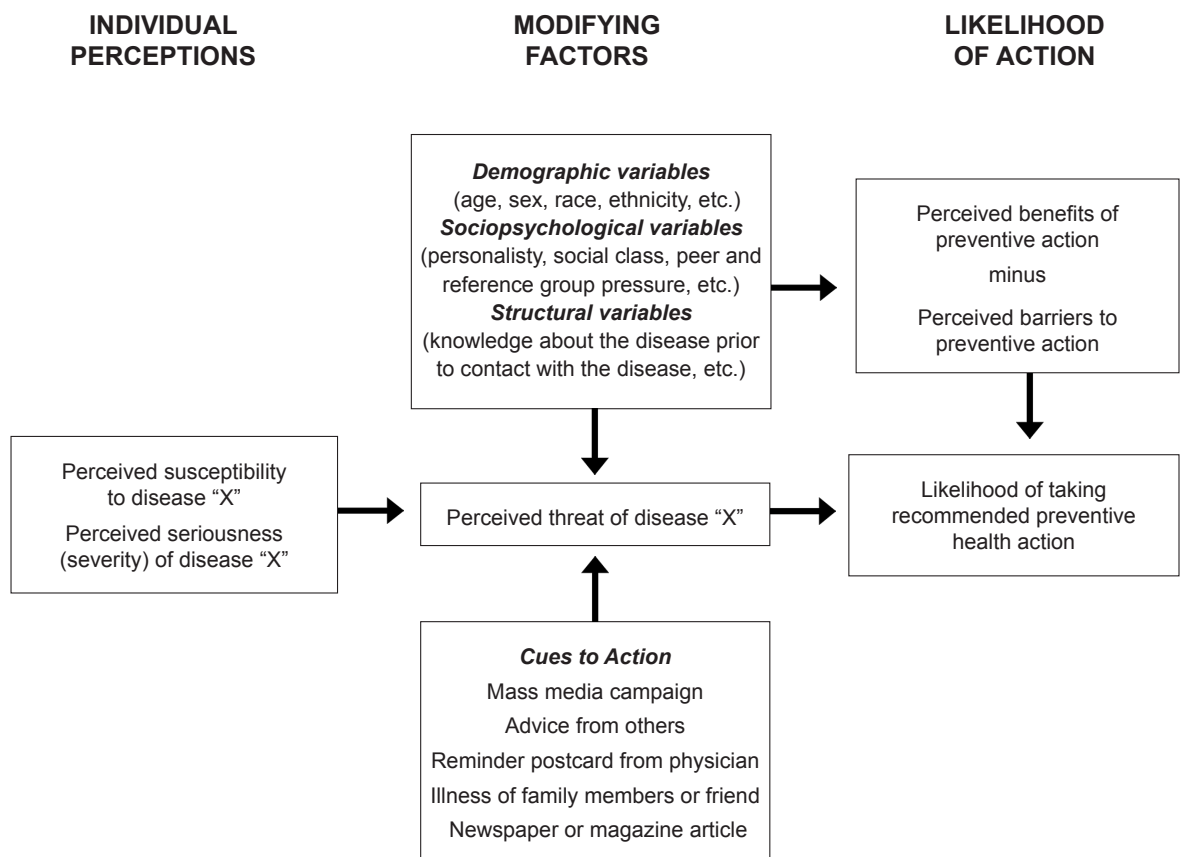 INDIVIDUAL
PERCEPTIONS
MODIFYING
FACTORS
LIKELIHOOD
OF ACTION
Demographic variables
(age, sex, race, ethnicity, etc.)
Sociopsychological variables
(personalisty, social class, peer and
reference group pressure, etc.)
Structural variables
(knowledge about the disease prior
to contact with the disease, etc.)
Perceived benefits of
preventive action
minus
Perceived barriers to
preventive action
Perceived susceptibility
to disease “X”
Perceived seriousness
(severity) of disease “X”
Perceived threat of disease “X”
Likelihood of taking
recommended preventive
health action
Cues to Action
Mass media campaign
Advice from others
Reminder postcard from physician
Illness of family members or friend
Newspaper or magazine article